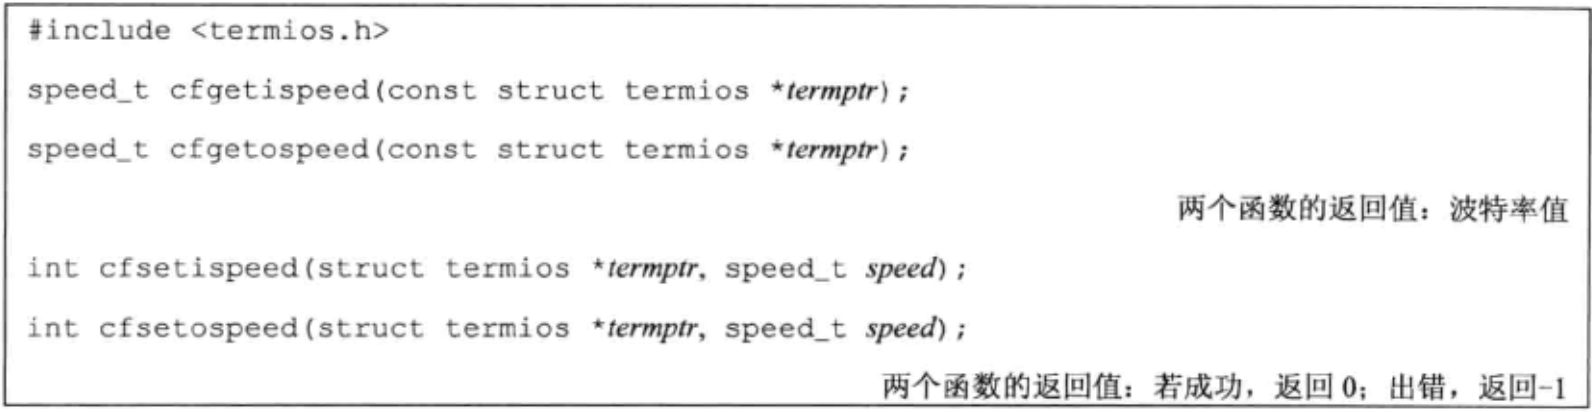 #include <termios.h>
speed_t cfgetispeed(const struct termios *termptr);
speed_t cfgetospeed(const struct termios *termptr);
两个函数的返回值：波特率值
int cfsetispeed(struct termios *termptr, speed_t speed);
int cfsetospeed(struct termios *termptr, speed_t speed);
两个函数的返回值：若成功，返回 0；出错，返回-1